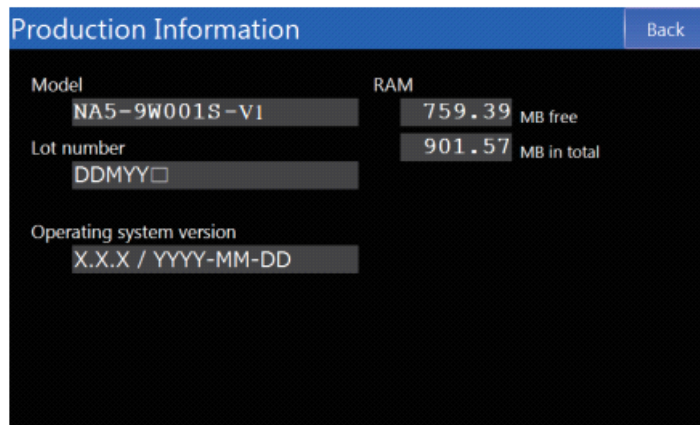 Production Information
Back
Model
NA5-9W001S-V1
Lot number
DDMYY□
Operating system version
X.X.X / YYYY-MM-DD
RAM
759.39 MB free
901.57 MB in total